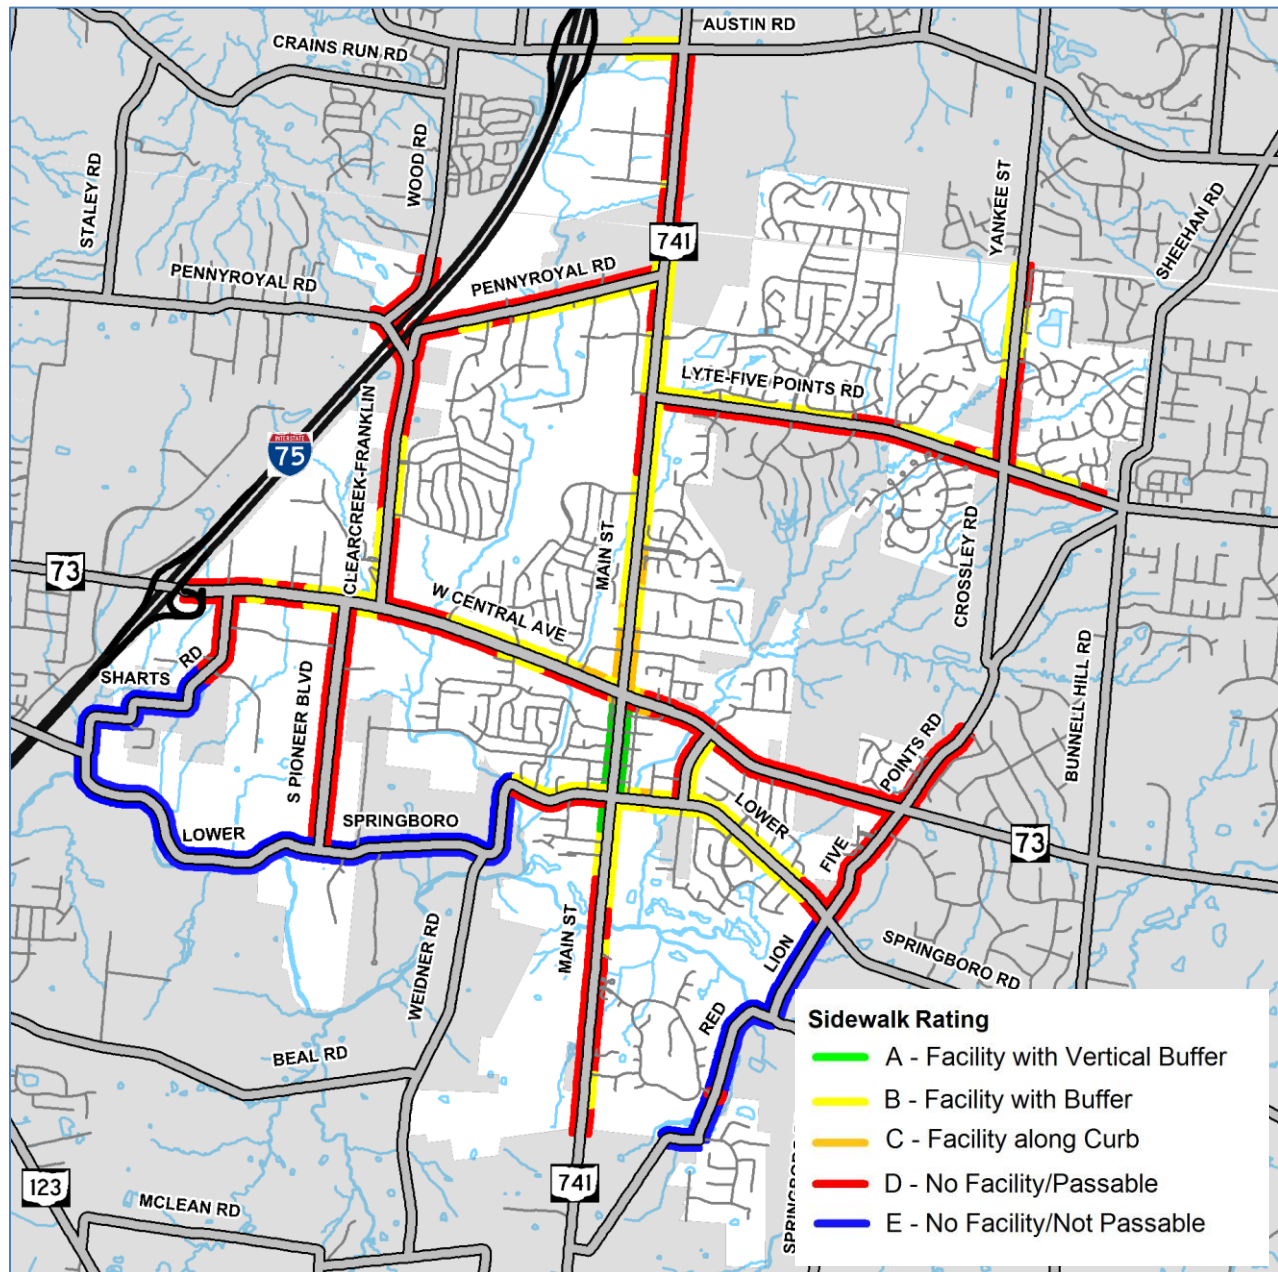 AUSTIN RD
CRAINS RUN RD
WOOD RD
STALEY RD
YANKEE ST
SHEEHAN RD
741
PENNYROYAL RD
PENNYROYAL RD
LYTE-FIVE POINTS RD
CLEARCREEK-FRANKLIN
INTERSTATE
75
MAIN ST
CROSSLEY RD
73
W CENTRAL AVE
SHARTS RD
S PIONEER BLVD
BUNNELL HILL RD
POINTS RD
LOWER
SPRINGBORO
LOWER
FIVE
73
MAIN ST
WEIDNER RD
LION
SPRINGBORO RD
RED
BEAL RD
123
MCLEAN RD
741
SPRINGBORO
Sidewalk Rating
A - Facility with Vertical Buffer
B - Facility with Buffer
C - Facility along Curb
D - No Facility/Passable
E - No Facility/Not Passable